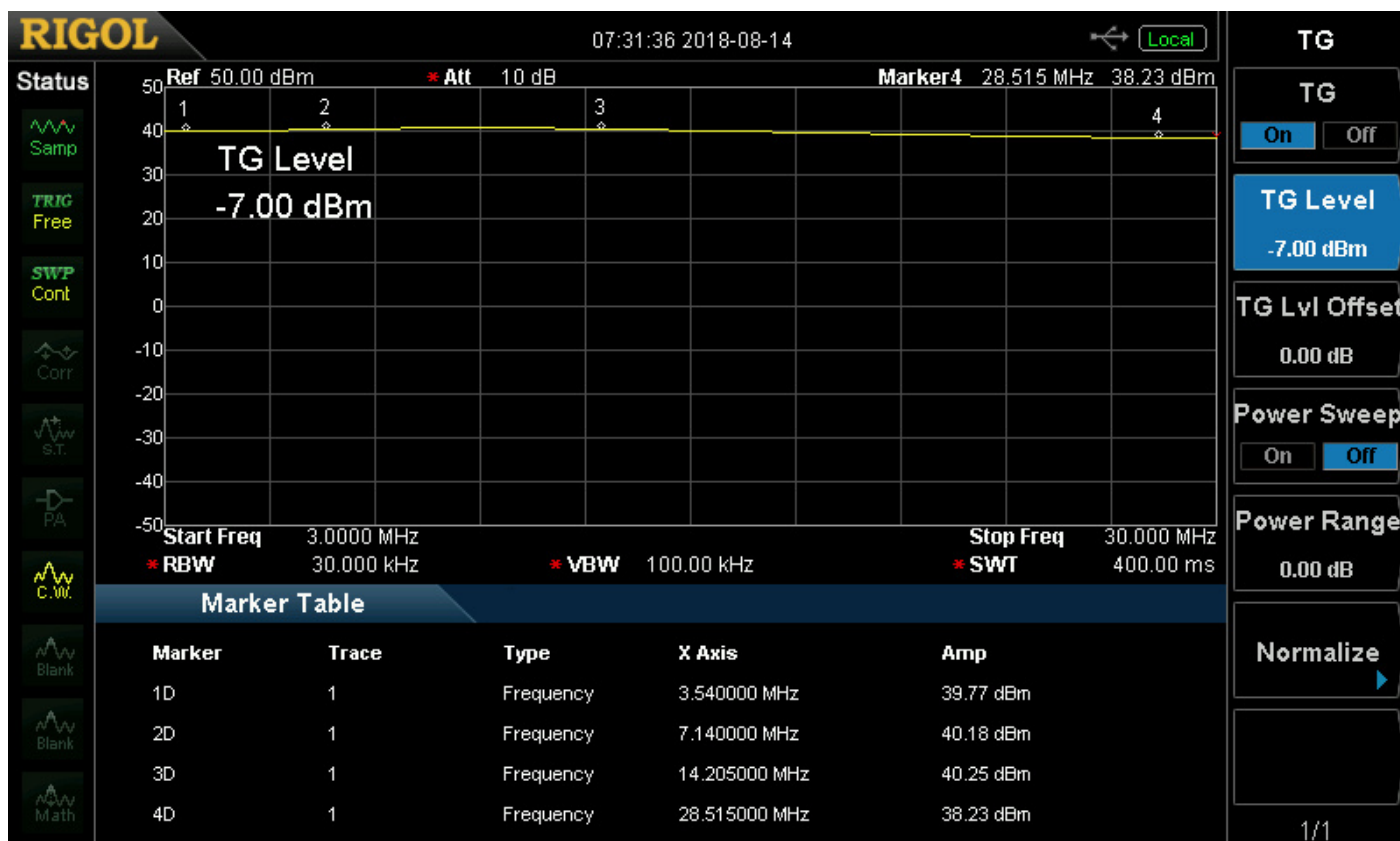 RIGOL
07:31:36 2018-08-14
Local
TG
Status
Ref 50.00 dBm * Att 10 dB Marker4 28.515 MHz 38.23 dBm
50
40
30
20
10
0
-10
-20
-30
-40
-50
1 2 3 4
TG Level
-7.00 dBm
Samp
TRIG
Free
SWP
Cont
Corr
S.T.
PA
C.W.
Blank
Blank
Math
Start Freq 3.0000 MHz Stop Freq 30.000 MHz
* RBW 30.000 kHz * VBW 100.00 kHz * SWT 400.00 ms
Marker Table
Marker Trace Type X Axis Amp
1D 1 Frequency 3.540000 MHz 39.77 dBm
2D 1 Frequency 7.140000 MHz 40.18 dBm
3D 1 Frequency 14.205000 MHz 40.25 dBm
4D 1 Frequency 28.515000 MHz 38.23 dBm
TG
On Off
TG Level
-7.00 dBm
TG Lvl Offset
0.00 dB
Power Sweep
On Off
Power Range
0.00 dB
Normalize
1/1